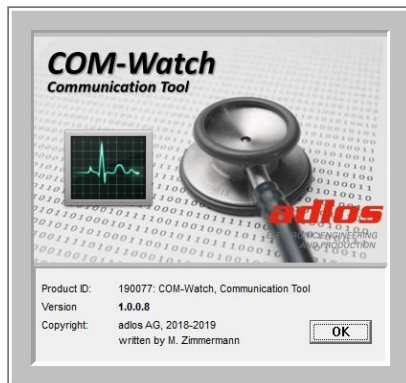 COM-Watch
Communication Tool
adlos
ELECTRONIC ENGINEERING
AND PRODUCTION
Product ID: 190077: COM-Watch, Communication Tool
Version 1.0.0.8
Copyright: adlos AG, 2018-2019
written by M. Zimmermann
OK